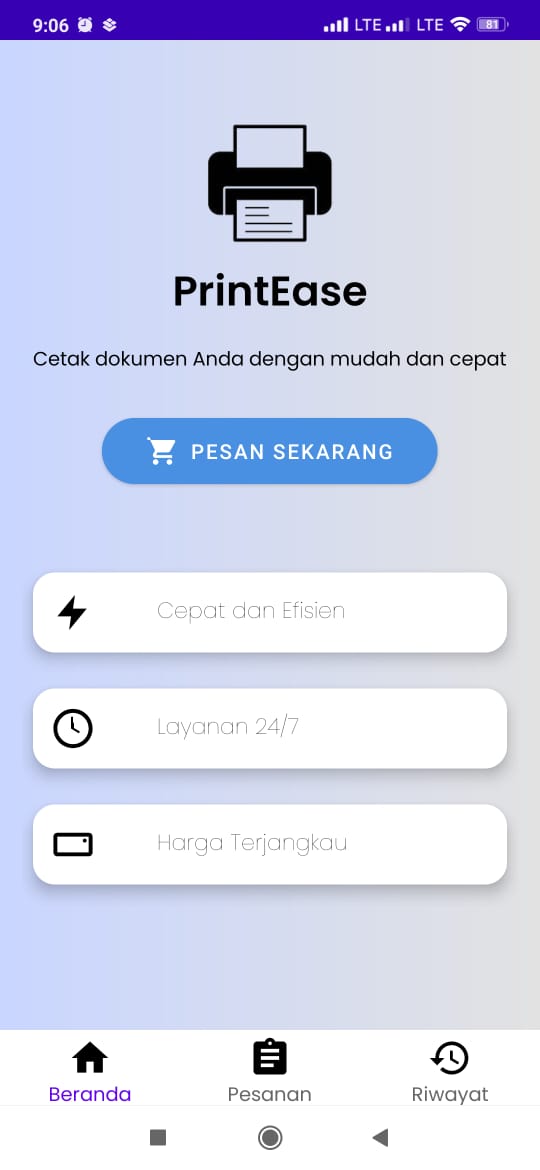 9:06 LTE LTE 81
PrintEase
Cetak dokumen Anda dengan mudah dan cepat
PESAN SEKARANG
Cepat dan Efisien
Layanan 24/7
Harga Terjangkau
Beranda Pesanan Riwayat